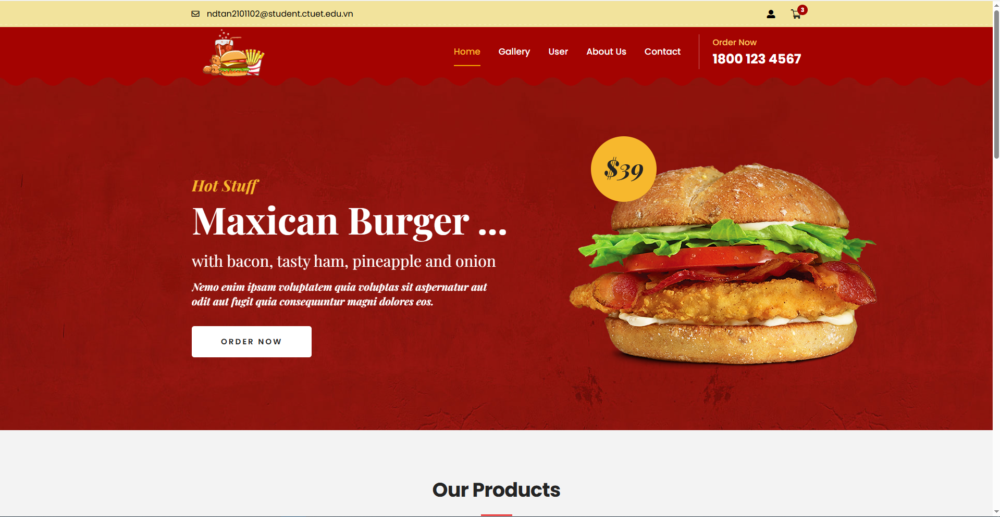 ndtan2101102@student.ctuet.edu.vn
3
Home Gallery User About Us Contact
Order Now
1800 123 4567
$39
Hot Stuff
Maxican Burger ...
with bacon, tasty ham, pineapple and onion
Nemo enim ipsam voluptatem quia voluptas sit aspernatur aut
odit aut fugit quia consequuntur magni dolores eos.
ORDER NOW
Our Products